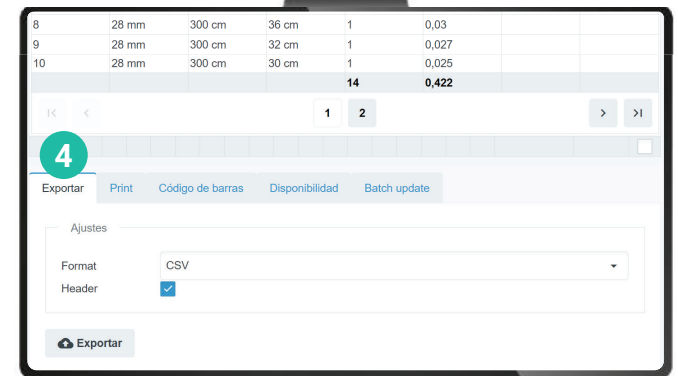 8 28 mm 300 cm 36 cm 1 0,03
9 28 mm 300 cm 32 cm 1 0,027
10 28 mm 300 cm 30 cm 1 0,025
14 0,422
1 2
4
Exportar Print Código de barras Disponibilidad Batch update
Ajustes
Format CSV
Header
Exportar